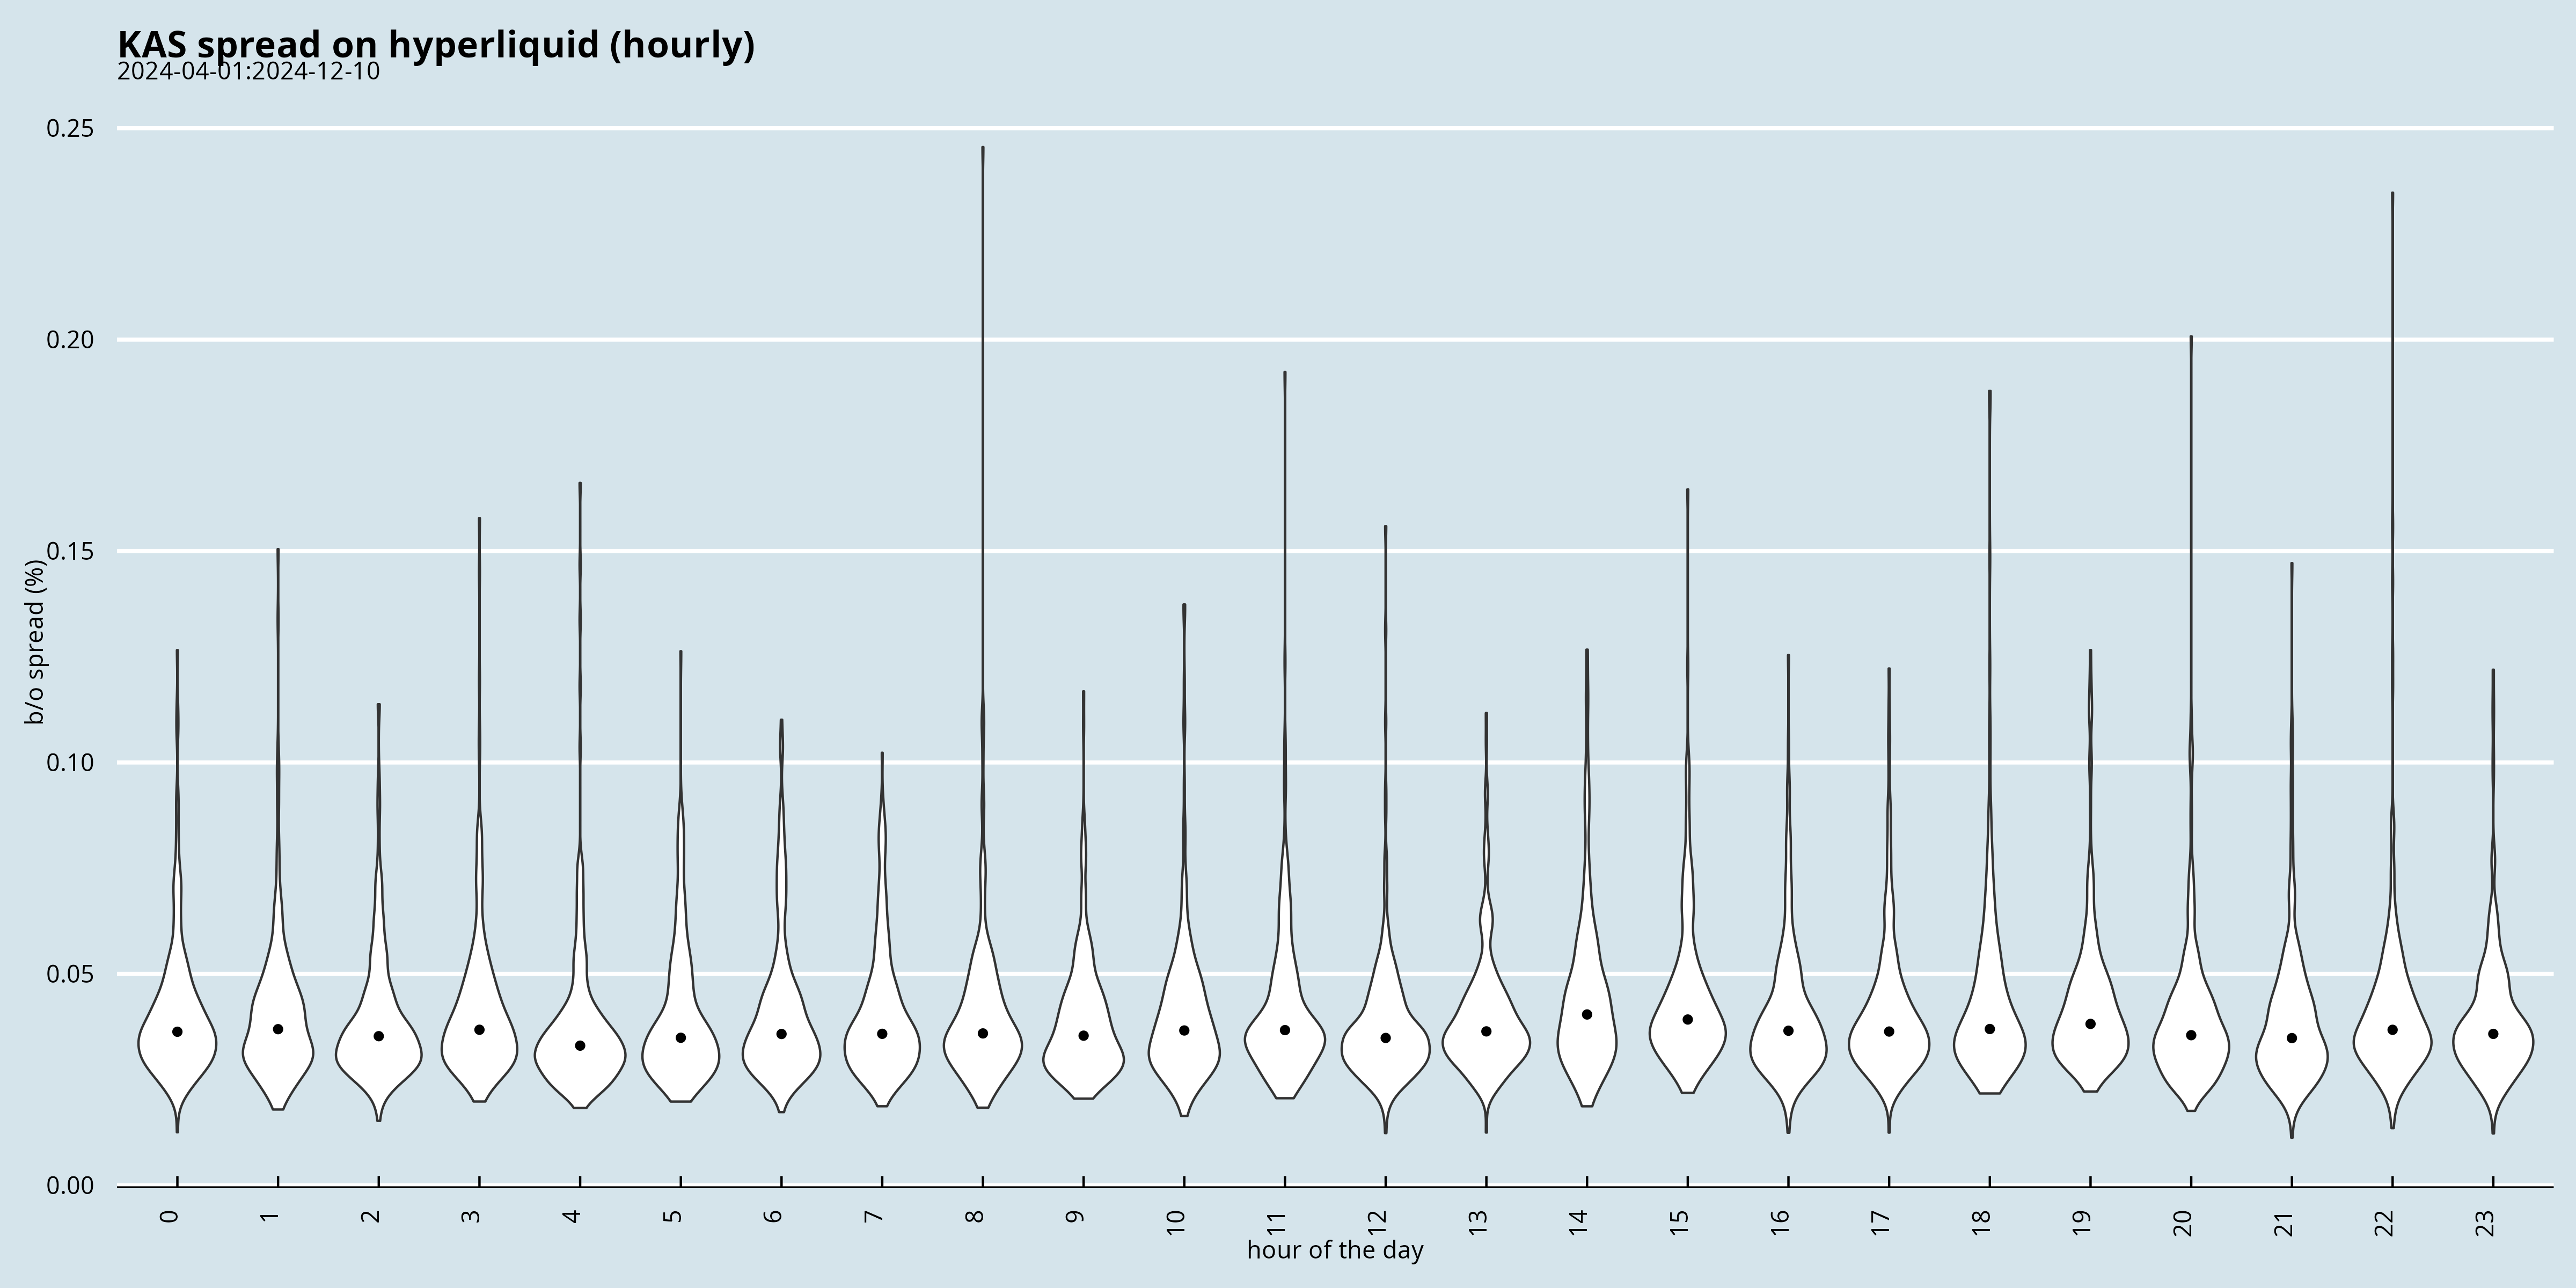 KAS spread on hyperliquid (hourly)
2024-04-01:2024-12-10
0.25
0.20
0.15
0.10
0.05
0.00
b/o spread (%)
0 1 2 3 4 5 6 7 8 9 10 11 12 13 14 15 16 17 18 19 20 21 22 23
hour of the day